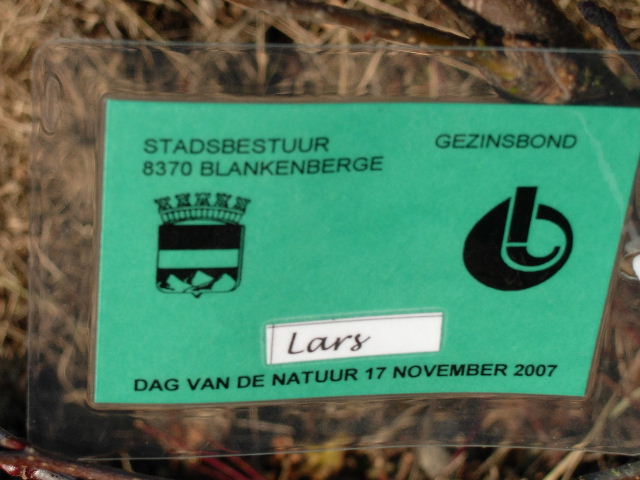 STADSBESTUUR
8370 BLANKENBERGE
GEZINSBOND
Lars
DAG VAN DE NATUUR 17 NOVEMBER 2007